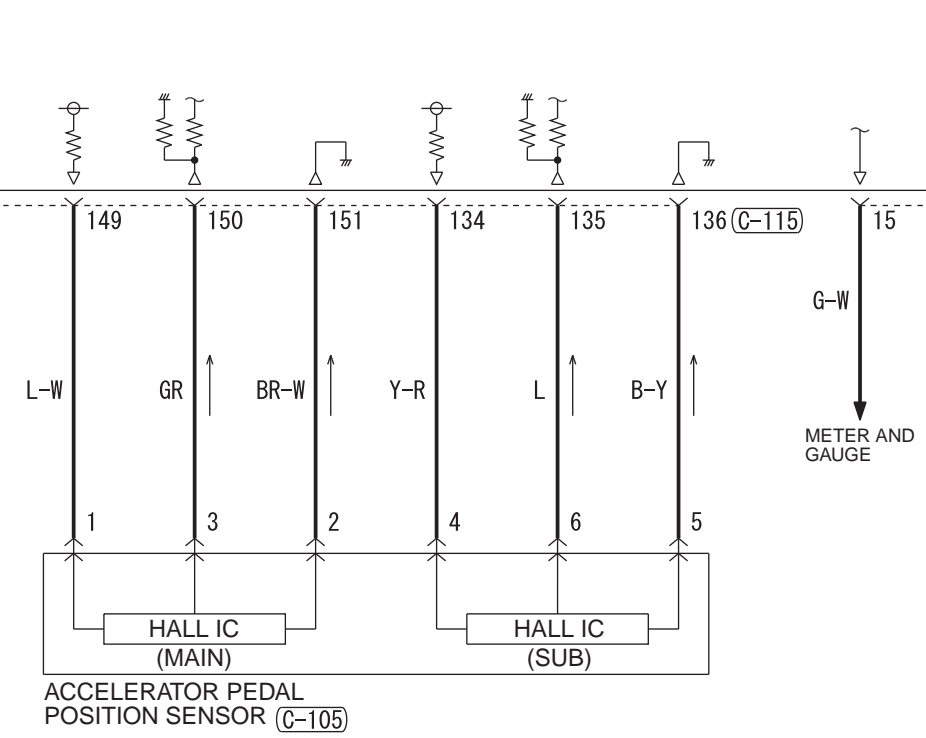 149 150 151 134 135 136 (C-115) 15
G-W
L-W GR BR-W Y-R L B-Y
METER AND
GAUGE
1 3 2 4 6 5
HALL IC HALL IC
(MAIN) (SUB)
ACCELERATOR PEDAL
POSITION SENSOR (C-105)